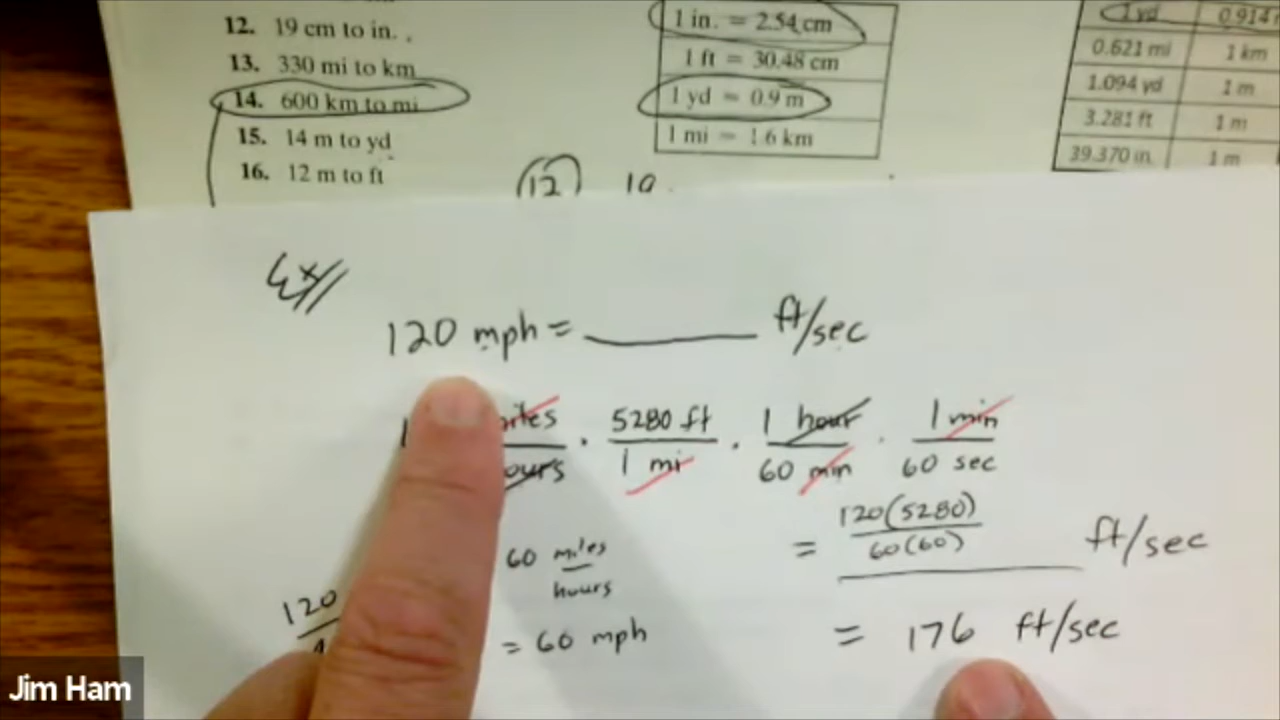 12. 19 cm to in.
13. 330 mi to km
14. 600 km to mi
15. 14 m to yd
16. 12 m to ft
1 in. = 2.54 cm
1 ft = 30.48 cm
1 yd = 0.9 m
1 mi = 1.6 km
1 yd 0.914
0.621 mi 1 km
1.094 yd 1 m
3.281 ft 1 m
39.370 in. 1 m
12
Ex
120 mph = ft/sec
5280 ft 1 hour 1 min
1 mi 60 min 60 sec
120(5280)
= 60(60) ft/sec
60 miles
hours
120
= 60 mph
= 176 ft/sec
Jim Ham